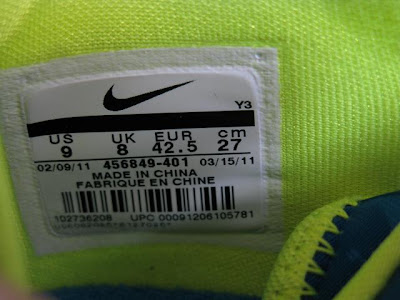 Y3
US UK EUR cm
9 8 42.5 27
02/09/11 456849-401 03/15/11
MADE IN CHINA
FABRIQUE EN CHINE
102736208 UPC 00091206105781